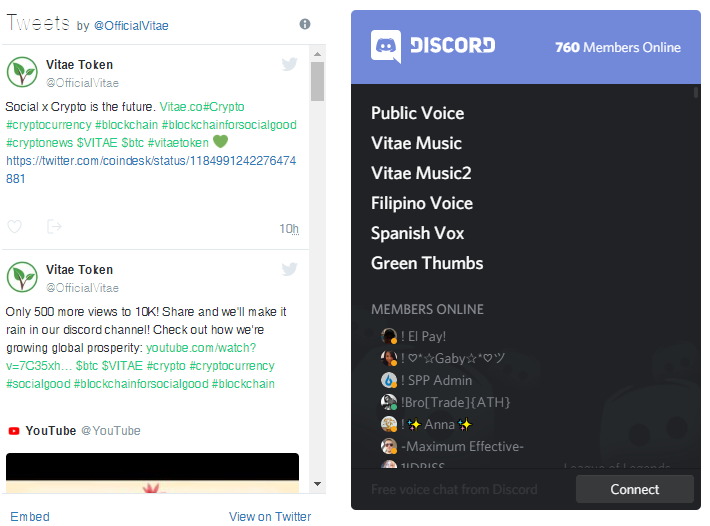 Tweets by @OfficialVitae
Vitae Token
@OfficialVitae
Social x Crypto is the future. Vitae.co#Crypto
#cryptocurrency #blockchain #blockchainforsocialgood
#cryptonews $VITAE $btc #vitaetoken 💚
https://twitter.com/coindesk/status/1184991242276474
881
10h
Vitae Token
@OfficialVitae
Only 500 more views to 10K! Share and we'll make it
rain in our discord channel! Check out how we're
growing global prosperity: youtube.com/watch?
v=7C35xh... $btc $VITAE #crypto #cryptocurrency
#socialgood #blockchainforsocialgood #blockchain
YouTube @YouTube
Embed
View on Twitter
DISCORD
760 Members Online
Public Voice
Vitae Music
Vitae Music2
Filipino Voice
Spanish Vox
Green Thumbs
MEMBERS ONLINE
! El Pay!
! ♡*☆Gaby☆*♡ツ
! SPP Admin
!Bro[Trade]{ATH}
!✨Anna✨
-Maximum Effective-
League of Legends
Free voice chat from Discord
Connect